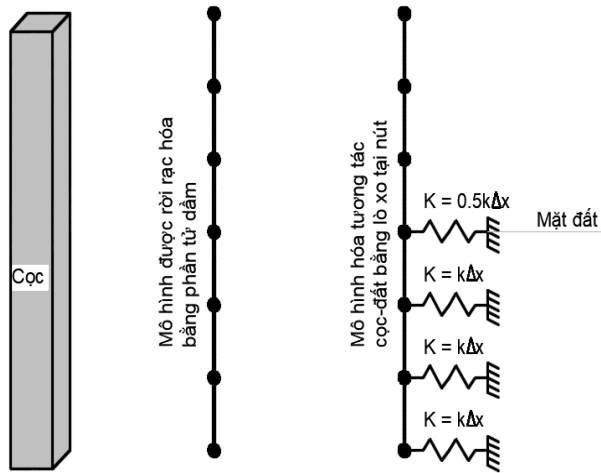 Cọc
Mô hình được rời rạc hóa
bằng phần tử dầm
Mô hình hóa tương tác
cọc-đất bằng lò xo tại nút
K = 0.5kΔx
Mặt đất
K = kΔx
K = kΔx
K = kΔx